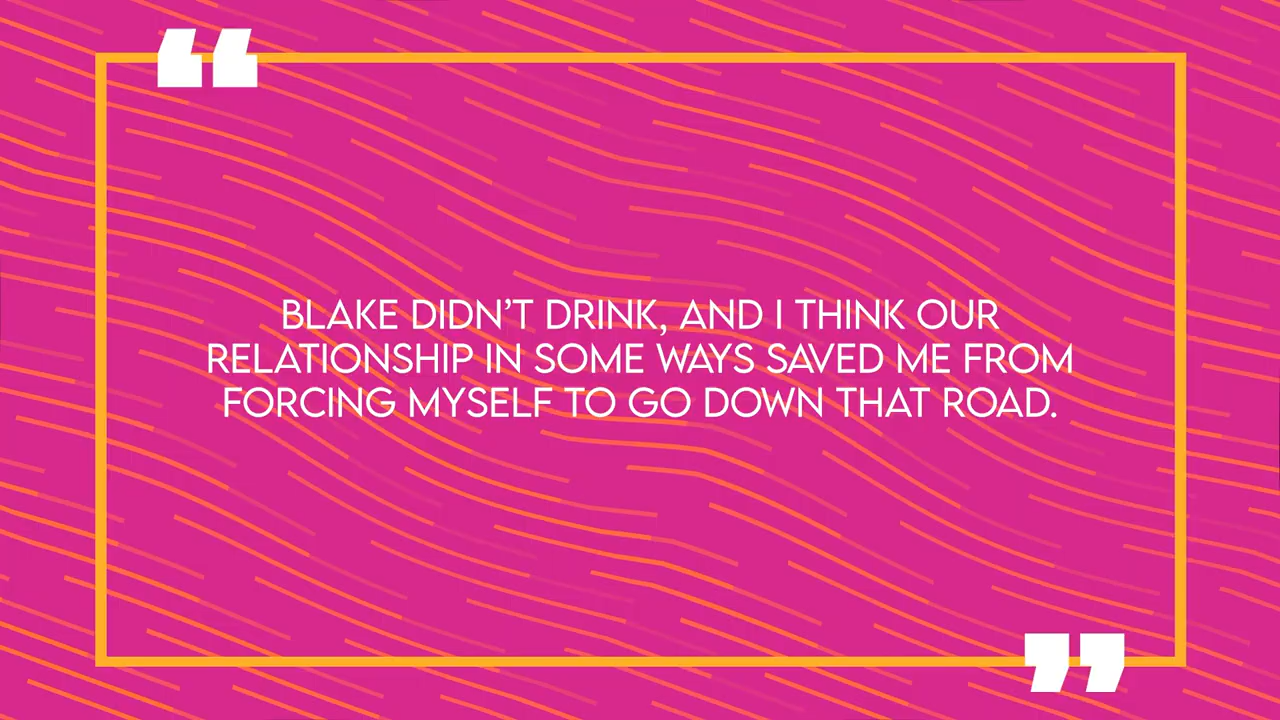 BLAKE DIDN’T DRINK, AND I THINK OUR
RELATIONSHIP IN SOME WAYS SAVED ME FROM
FORCING MYSELF TO GO DOWN THAT ROAD.